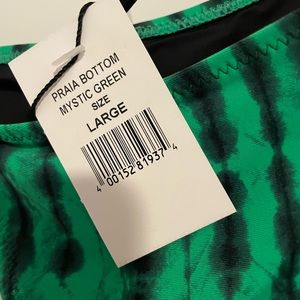 PRAIA BOTTOM
MYSTIC GREEN
SIZE
LARGE
4 00152 81937 4